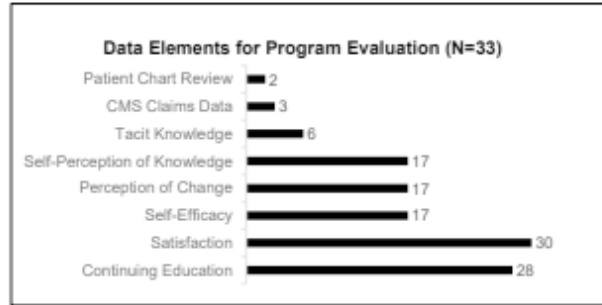 Data Elements for Program Evaluation (N=33)
Patient Chart Review 2
CMS Claims Data 3
Tacit Knowledge 6
Self-Perception of Knowledge 17
Perception of Change 17
Self-Efficacy 17
Satisfaction 30
Continuing Education 28